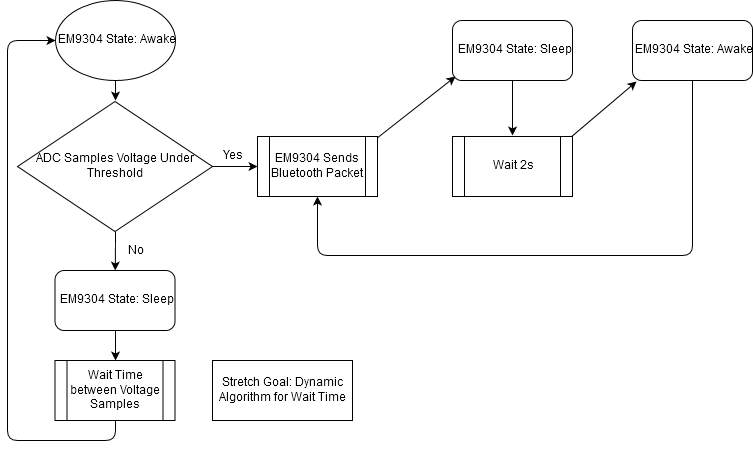 EM9304 State: Awake
ADC Samples Voltage Under
Threshold
Yes
No
EM9304 State: Sleep
Wait Time
between Voltage
Samples
EM9304 Sends
Bluetooth Packet
EM9304 State: Sleep
Wait 2s
EM9304 State: Awake
Stretch Goal: Dynamic
Algorithm for Wait Time